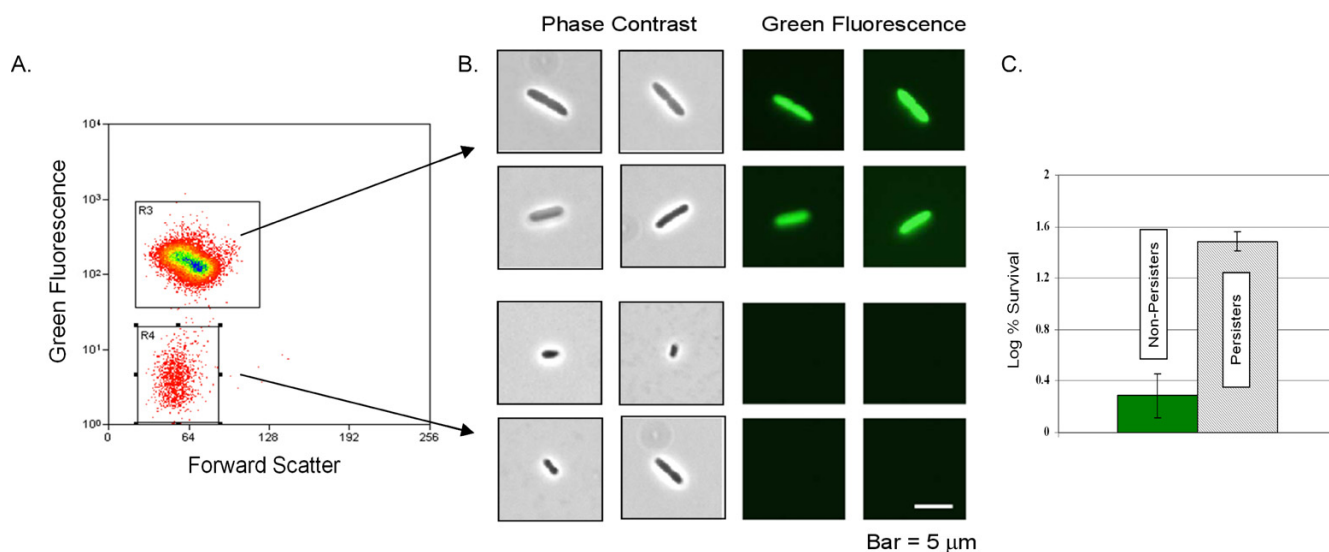 A.
Green Fluorescence
10⁴
10³
10²
10¹
10⁰
R3
R4
0 64 128 192 256
Forward Scatter
B.
Phase Contrast Green Fluorescence
Bar = 5 μm
C.
Log % Survival
2
1.6
1.2
0.8
0.4
0
Non-Persisters
Persisters